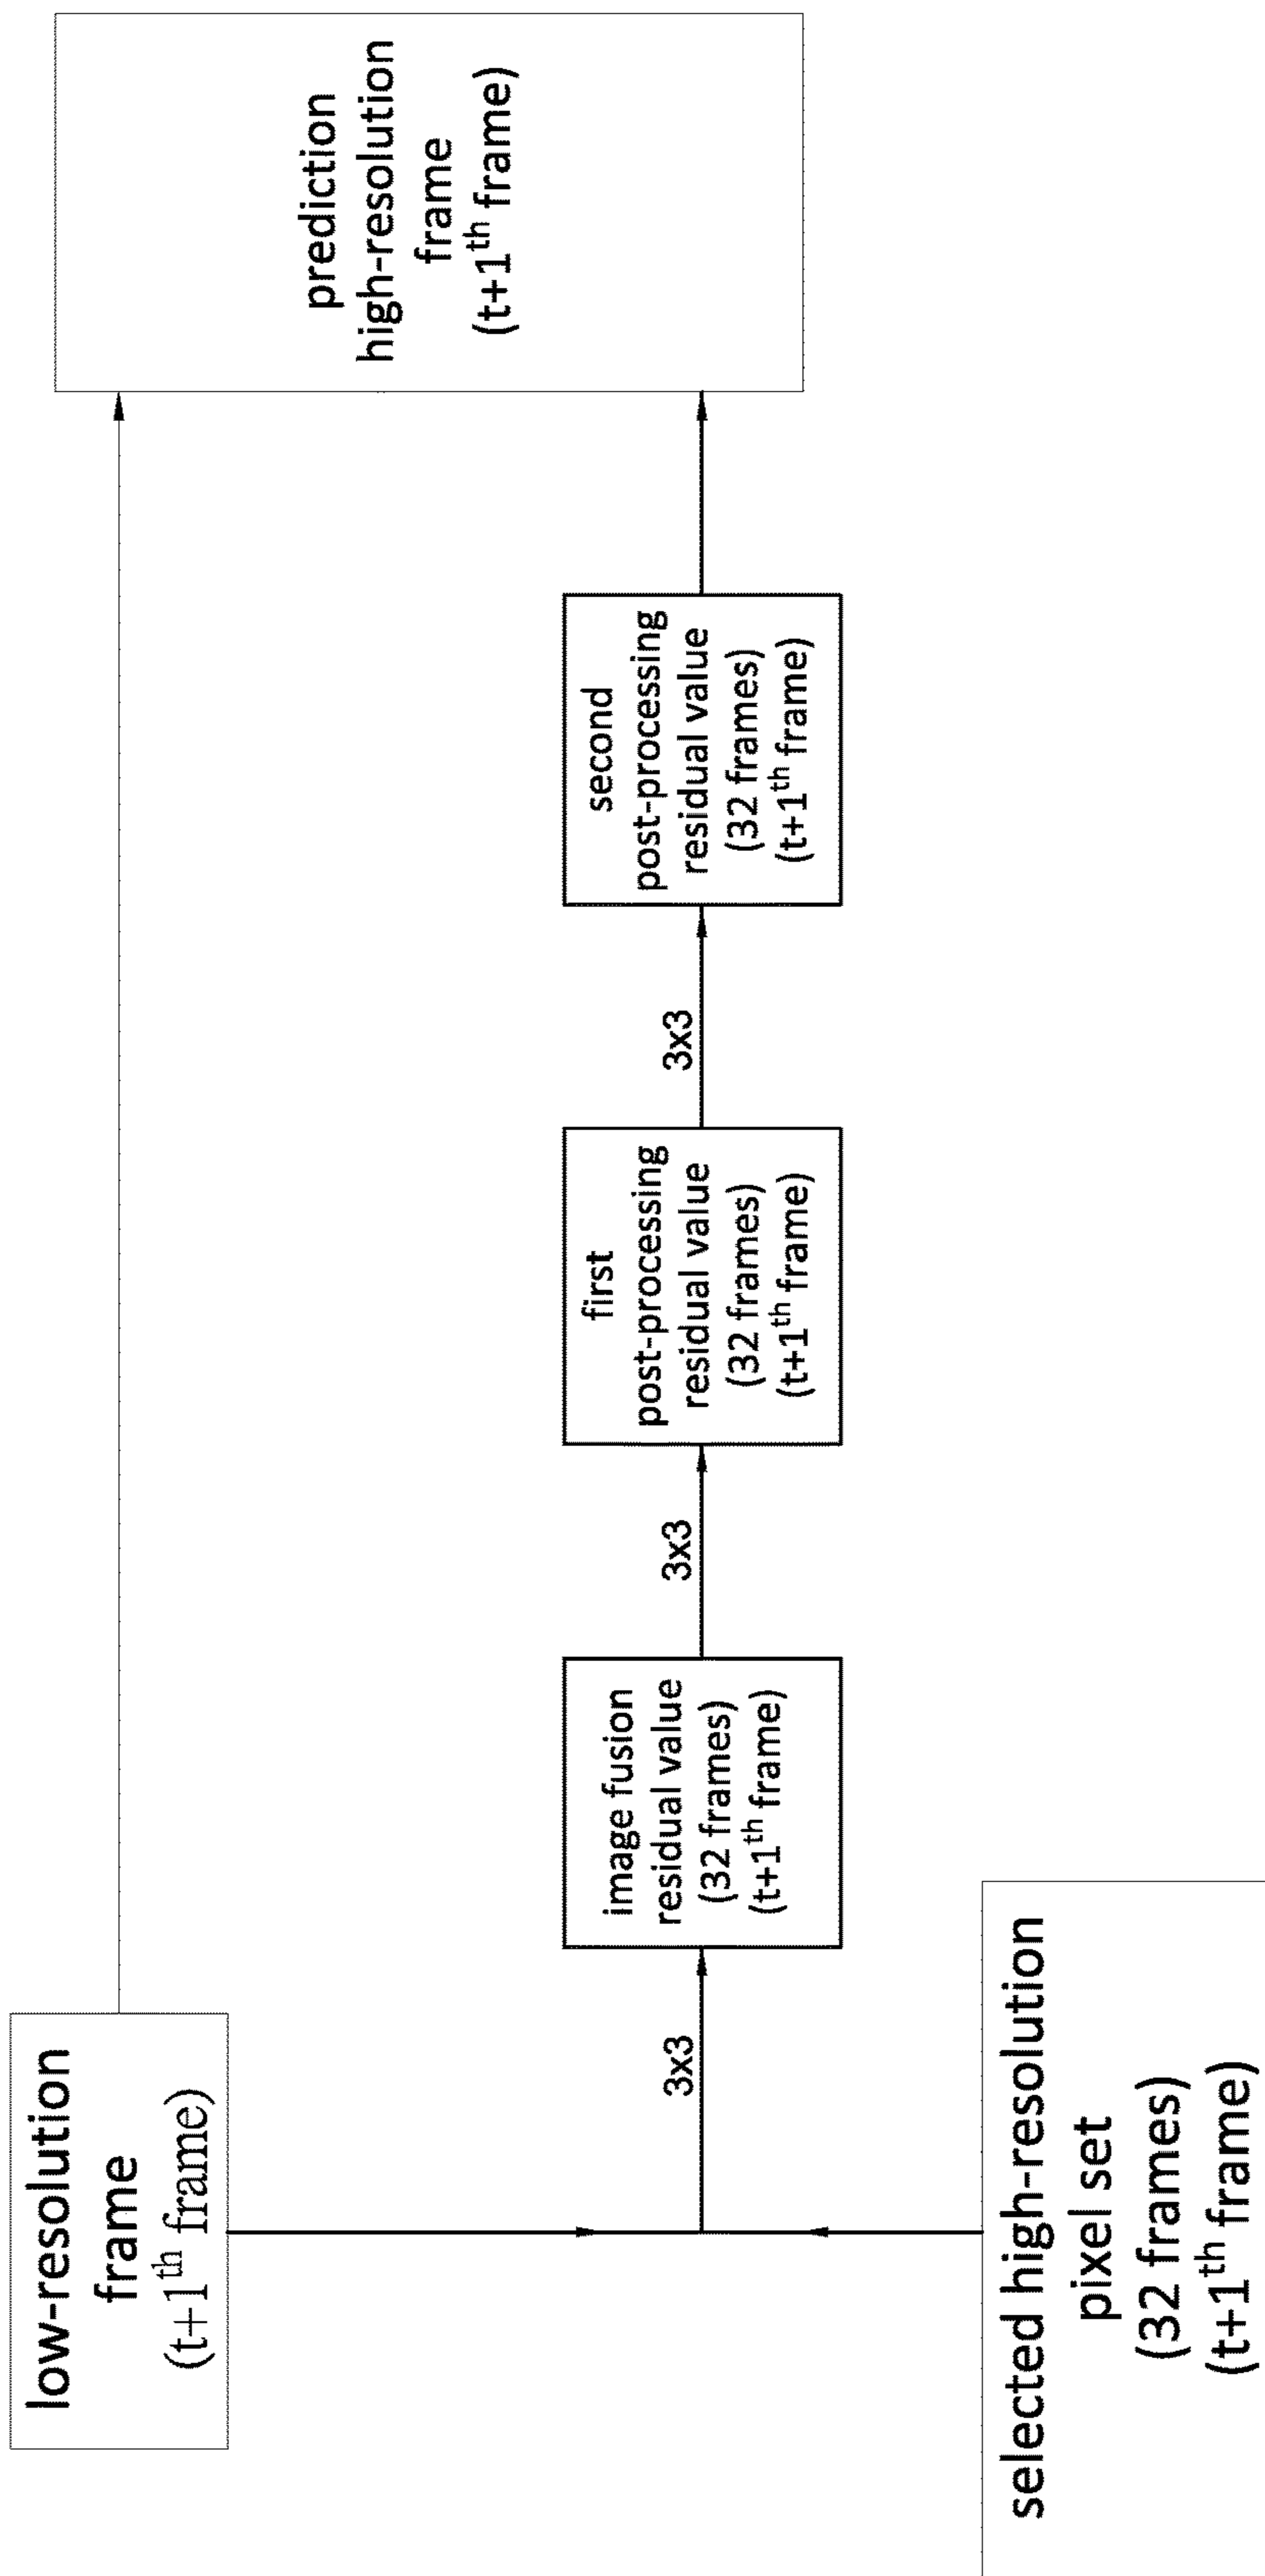 low-resolution
frame
(t+1th frame)
selected high-resolution
pixel set
(32 frames)
(t+1th frame)
3x3
image fusion
residual value
(32 frames)
(t+1th frame)
3x3
first
post-processing
residual value
(32 frames)
(t+1th frame)
3x3
second
post-processing
residual value
(32 frames)
(t+1th frame)
prediction
high-resolution
frame
(t+1th frame)